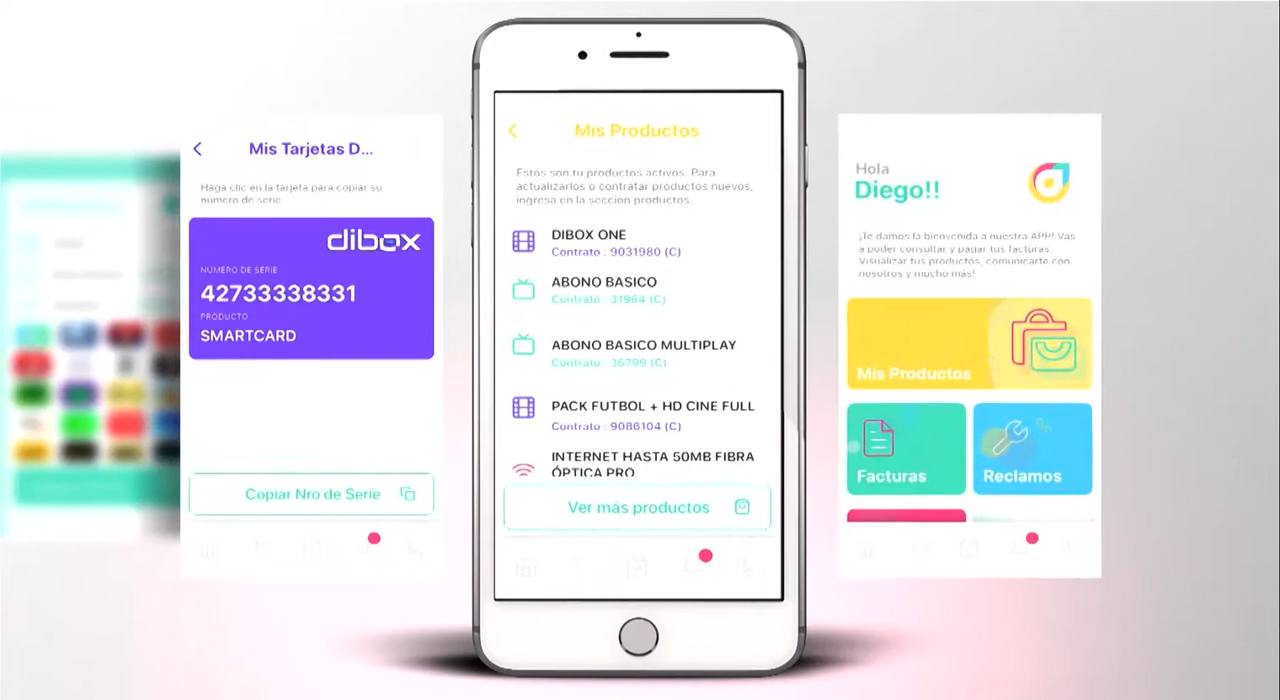 Mis Tarjetas D...
Haga clic en la tarjeta para copiar su
número de serie
dibox
NÚMERO DE SERIE
42733338331
PRODUCTO
SMARTCARD
Copiar Nro de Serie
Mis Productos
Estos son tu productos activos. Para
actualizarlos o contratar productos nuevos,
ingresa en la seccion productos.
DIBOX ONE
Contrato : 9031980 (C)
ABONO BASICO
Contrato : 31964 (C)
ABONO BASICO MULTIPLAY
Contrato : 36799 (C)
PACK FUTBOL + HD CINE FULL
Contrato : 9086104 (C)
INTERNET HASTA 50MB FIBRA
ÓPTICA PRO
Ver más productos
Hola
Diego!!
¡Te damos la bienvenida a nuestra APP! Vas
a poder consultar y pagar tus facturas.
Visualizar tus productos, comunicarte con
nosotros y mucho más!
Mis Productos
Facturas
Reclamos